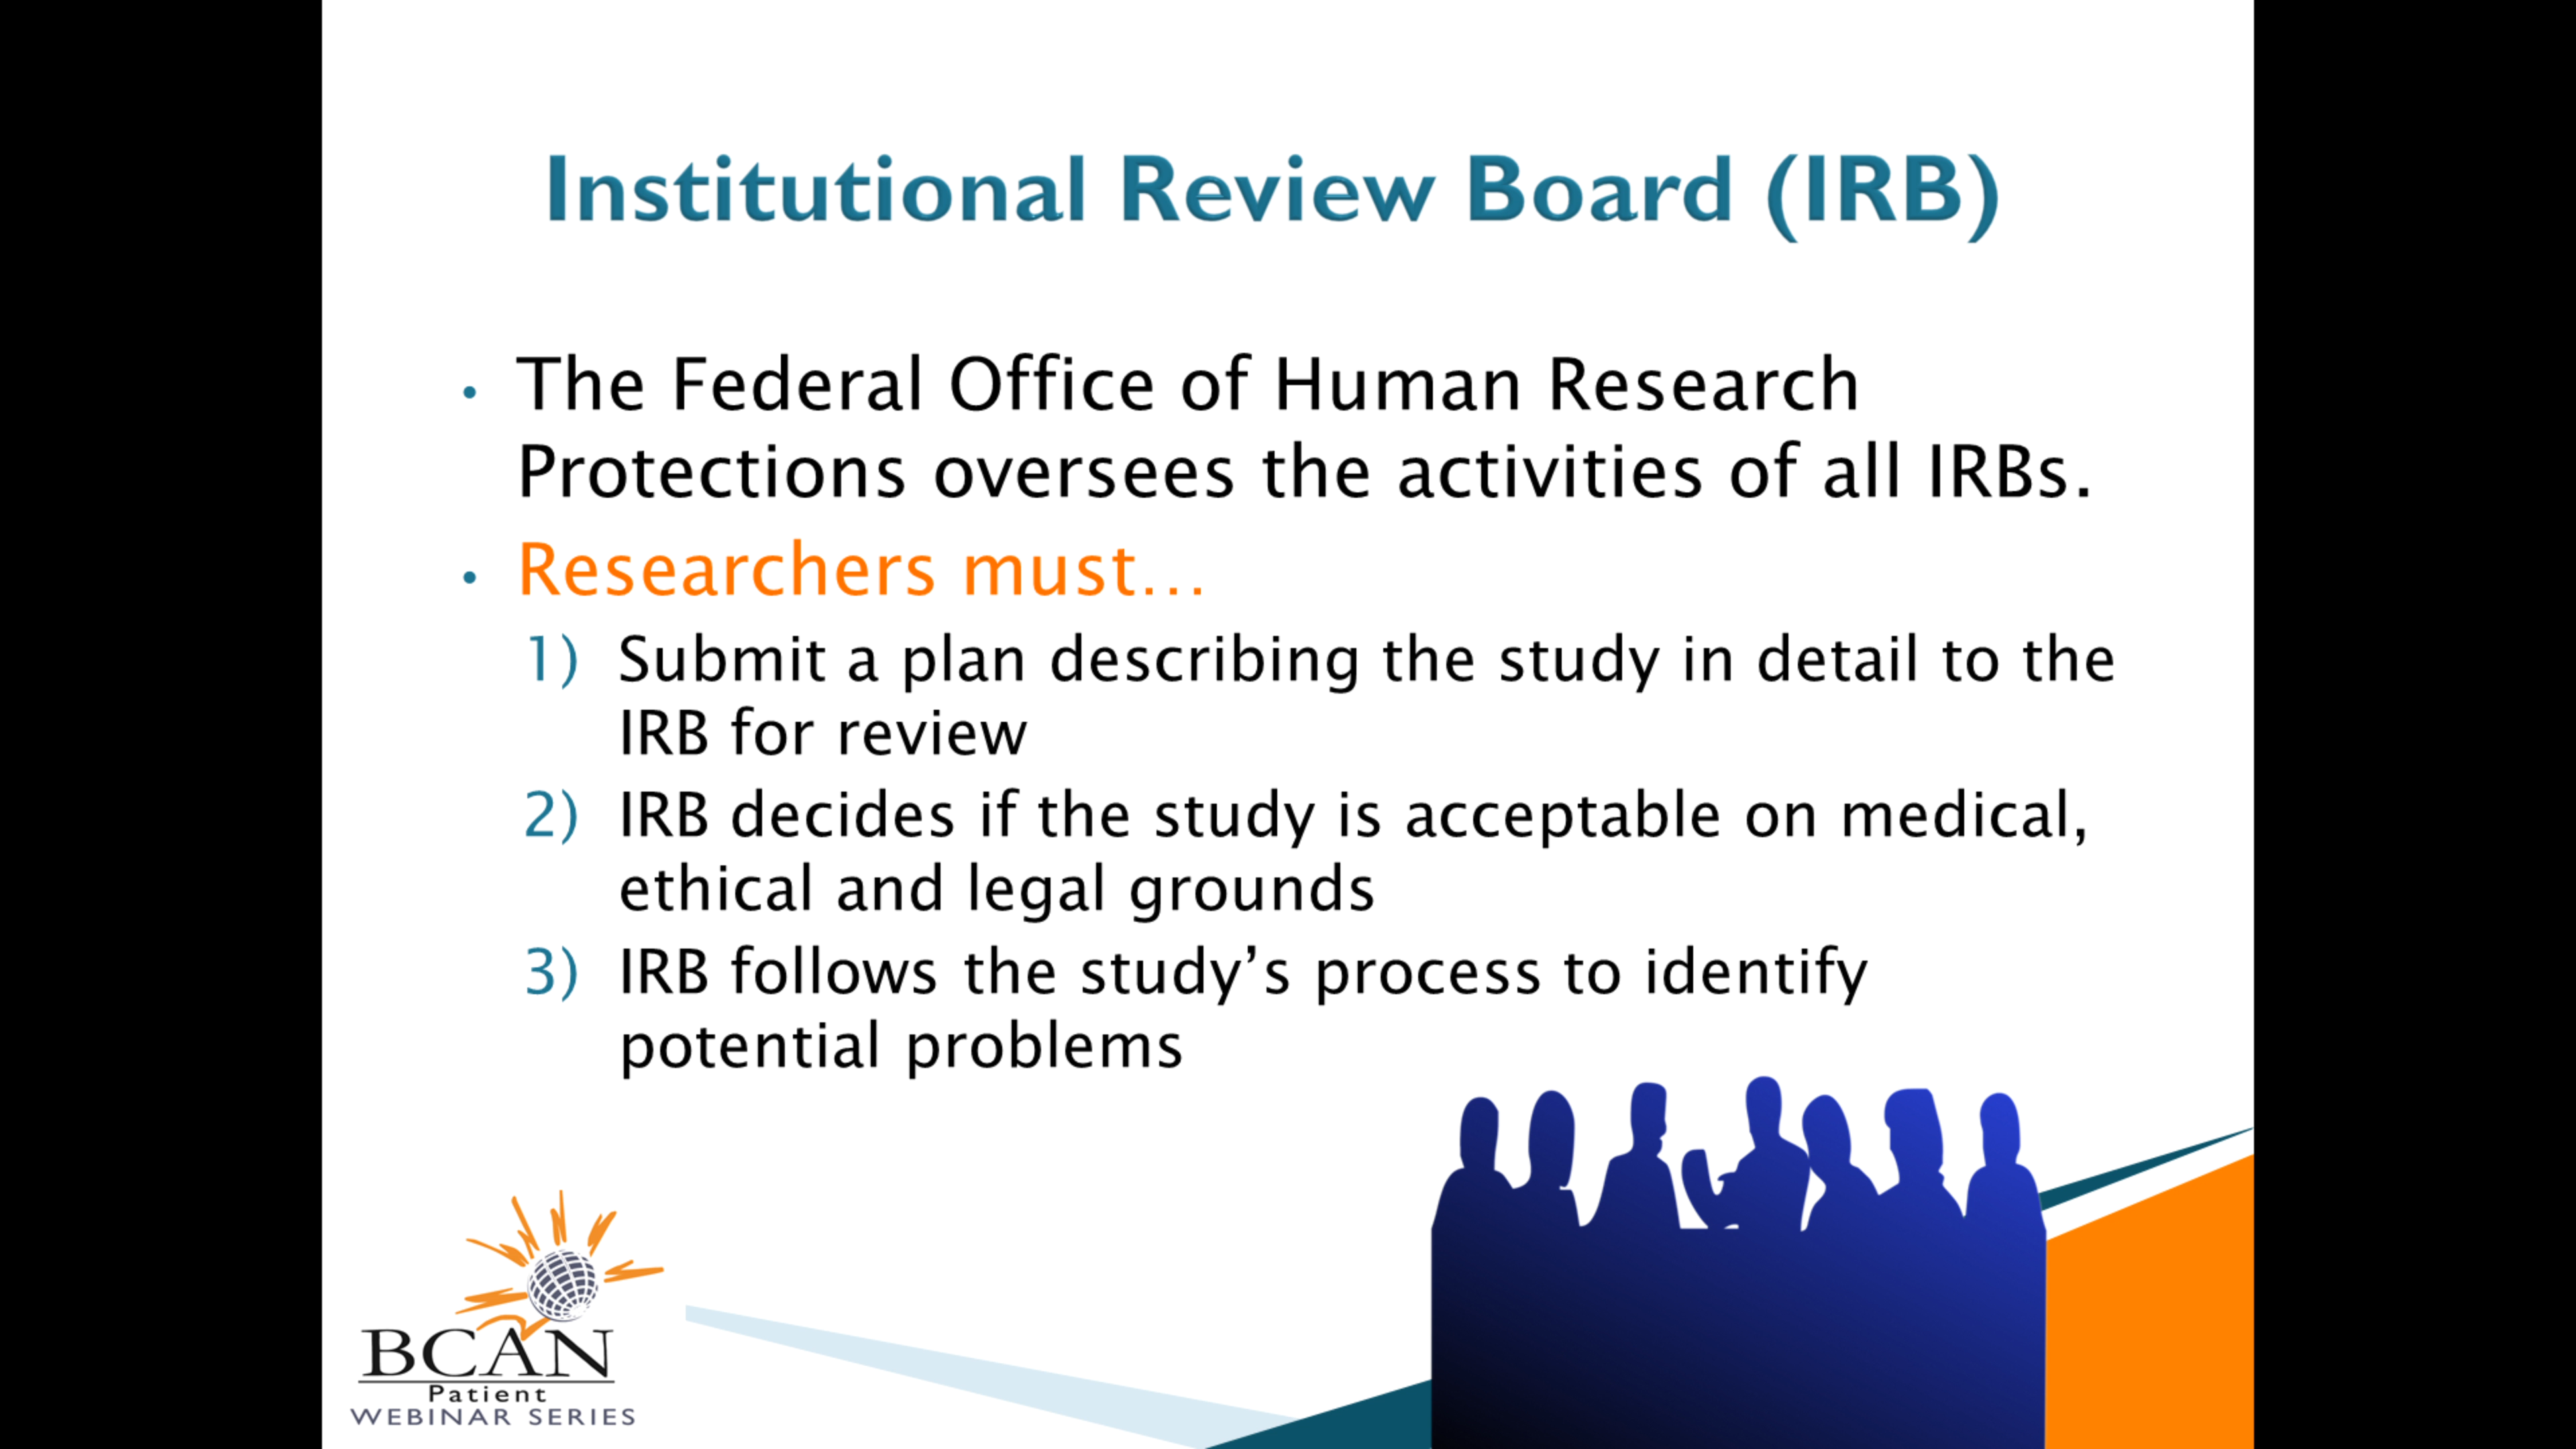 Institutional Review Board (IRB)
• The Federal Office of Human Research
Protections oversees the activities of all IRBs.
• Researchers must...
1) Submit a plan describing the study in detail to the
IRB for review
2) IRB decides if the study is acceptable on medical,
ethical and legal grounds
3) IRB follows the study’s process to identify
potential problems
BCAN
Patient
WEBINAR SERIES